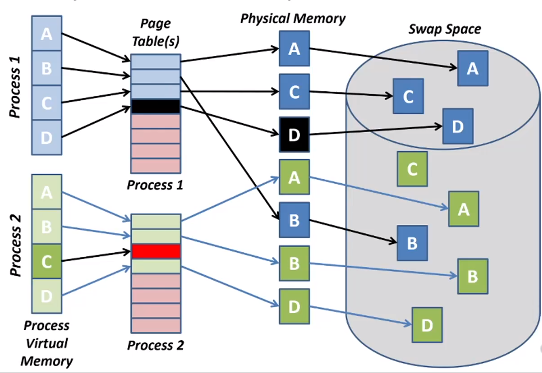 Page
Table(s)
Physical Memory
Swap Space
Process 1
A
B
C
D
Process 1
A
C
D
A
B
B
D
A
C
D
C
A
B
B
D
Process 2
A
B
C
D
Process 2
Process
Virtual
Memory